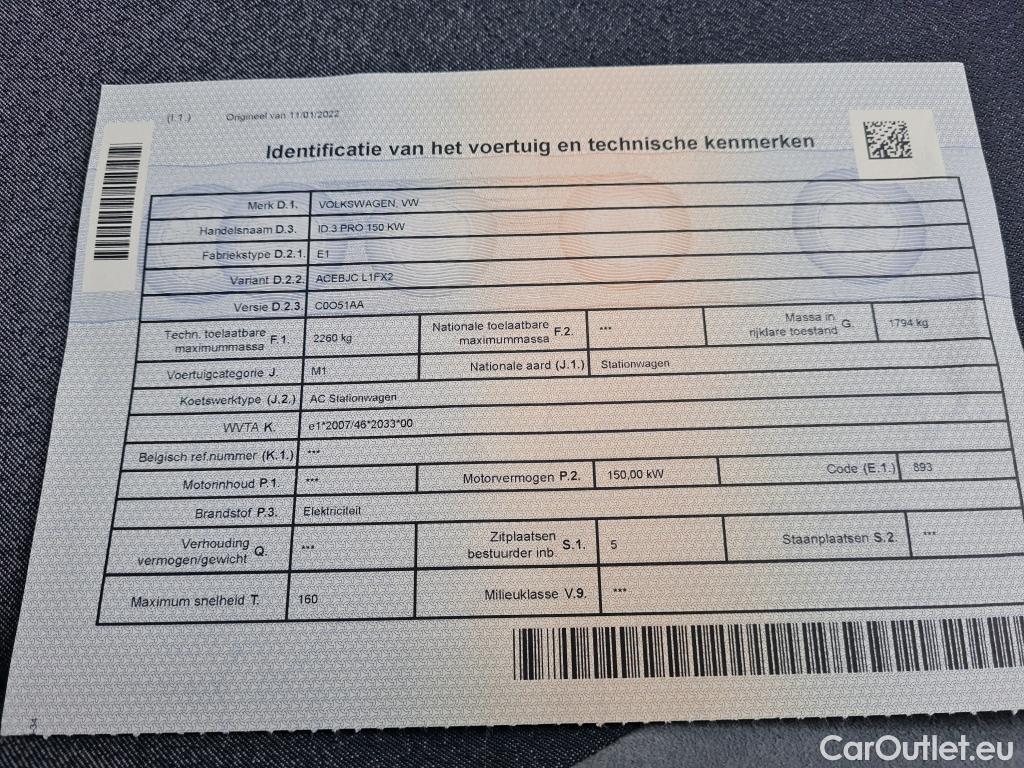 (I.1.) Origineel van 11/01/2022
Identificatie van het voertuig en technische kenmerken
Merk D.1. VOLKSWAGEN, VW
Handelsnaam D.3. ID.3 PRO 150 KW
Fabriekstype D.2.1. E1
Variant D.2.2. ACEBJC L1FX2
Versie D.2.3. C0O51AA
Techn. toelaatbare maximummassa F.1. 2260 kg Nationale toelaatbare maximummassa F.2. *** Massa in rijklare toestand G. 1794 kg
Voertuigcategorie J. M1 Nationale aard (J.1.) Stationwagen
Koetswerktype (J.2.) AC Stationwagen
WVTA K. e1*2007/46*2033*00
Belgisch ref.nummer (K.1.) ***
Motorinhoud P.1. *** Motorvermogen P.2. 150,00 kW Code (E.1.) 893
Brandstof P.3. Elektriciteit
Verhouding vermogen/gewicht Q. *** Zitplaatsen bestuurder inb. S.1. 5 Staanplaatsen S.2. ***
Maximum snelheid T. 160 Milieuklasse V.9. ***
CarOutlet.eu